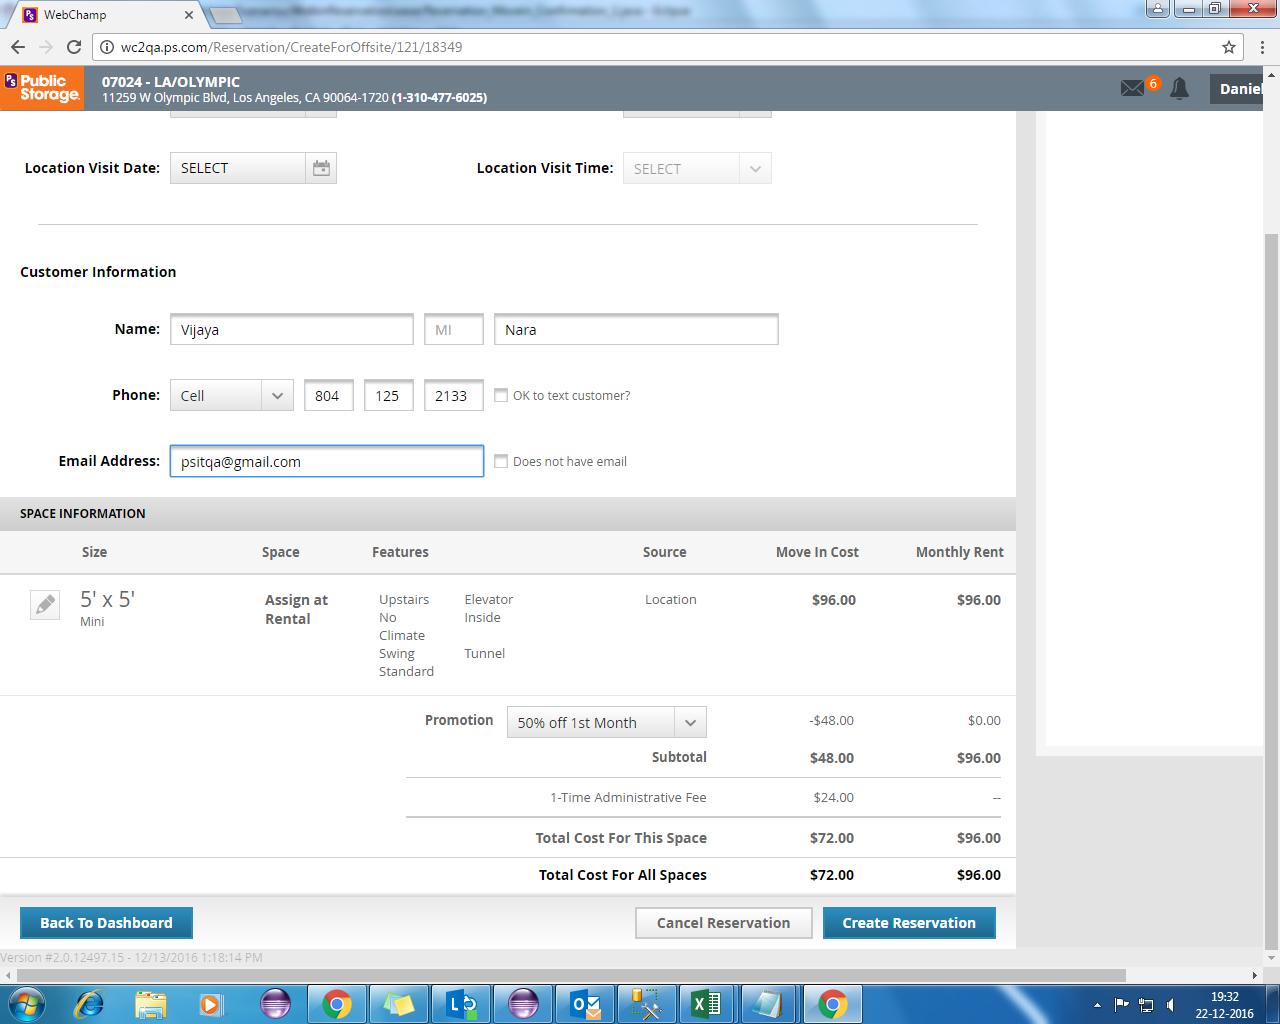 WebChamp
wc2qa.ps.com/Reservation/CreateForOffsite/121/18349
PS Public Storage
07024 - LA/OLYMPIC
11259 W Olympic Blvd, Los Angeles, CA 90064-1720 (1-310-477-6025)
6
Daniel
Location Visit Date: SELECT Location Visit Time: SELECT
Customer Information
Name: Vijaya MI Nara
Phone: Cell 804 125 2133 OK to text customer?
Email Address: psitqa@gmail.com Does not have email
SPACE INFORMATION
Size Space Features Source Move In Cost Monthly Rent
5' x 5' Assign at Upstairs Elevator Location $96.00 $96.00
Mini Rental No Inside
Climate
Swing Tunnel
Standard
Promotion 50% off 1st Month -$48.00 $0.00
Subtotal $48.00 $96.00
1-Time Administrative Fee $24.00 --
Total Cost For This Space $72.00 $96.00
Total Cost For All Spaces $72.00 $96.00
Back To Dashboard Cancel Reservation Create Reservation
Version #2.0.12497.15 - 12/13/2016 1:18:14 PM
19:32
22-12-2016